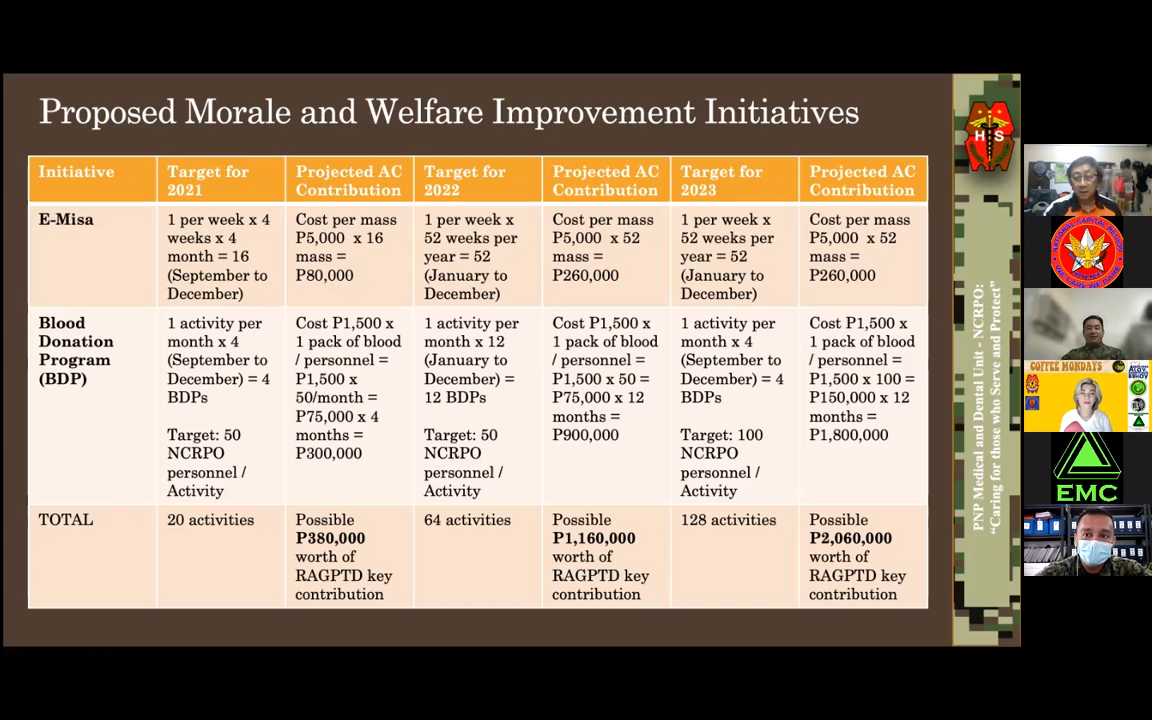 Proposed Morale and Welfare Improvement Initiatives
Initiative
Target for
2021
Projected AC
Contribution
Target for
2022
Projected AC
Contribution
Target for
2023
Projected AC
Contribution
E-Misa
1 per week x 4
weeks x 4
month = 16
(September to
December)
Cost per mass
P5,000 x 16
mass =
P80,000
1 per week x
52 weeks per
year = 52
(January to
December)
Cost per mass
P5,000 x 52
mass =
P260,000
1 per week x
52 weeks per
year = 52
(January to
December)
Cost per mass
P5,000 x 52
mass =
P260,000
Blood
Donation
Program
(BDP)
1 activity per
month x 4
(September to
December) = 4
BDPs
Target: 50
NCRPO
personnel /
Activity
Cost P1,500 x
1 pack of blood
/ personnel =
P1,500 x
50/month =
P75,000 x 4
months =
P300,000
1 activity per
month x 12
(January to
December) =
12 BDPs
Target: 50
NCRPO
personnel /
Activity
Cost P1,500 x
1 pack of blood
/ personnel =
P1,500 x 50 =
P75,000 x 12
months =
P900,000
1 activity per
month x 4
(September to
December) = 4
BDPs
Target: 100
NCRPO
personnel /
Activity
Cost P1,500 x
1 pack of blood
/ personnel =
P1,500 x 100 =
P150,000 x 12
months =
P1,800,000
TOTAL
20 activities
Possible
P380,000
worth of
RAGPTD key
contribution
64 activities
Possible
P1,160,000
worth of
RAGPTD key
contribution
128 activities
Possible
P2,060,000
worth of
RAGPTD key
contribution
H S
PNP Medical and Dental Unit - NCRPO:
“Caring for those who Serve and Protect”
NATIONAL CAPITAL REGION
WE CARE WE DARE
COFFEE MONDAYS
EMC